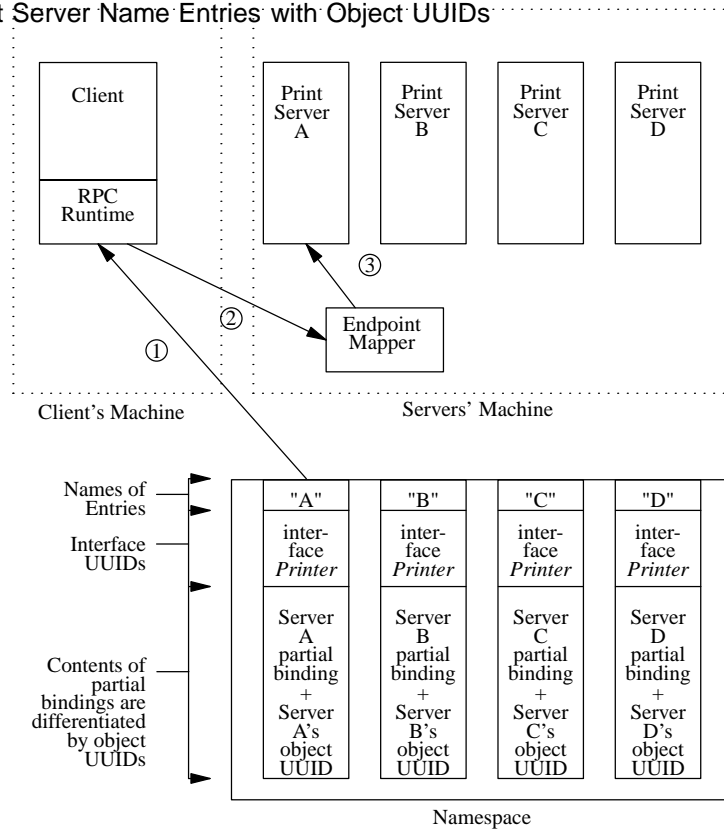 t Server Name Entries with Object UUIDs
Client
RPC
Runtime
Print
Server
A
Print
Server
B
Print
Server
C
Print
Server
D
3
2
1
Endpoint
Mapper
Client's Machine
Servers' Machine
Names of
Entries
Interface
UUIDs
Contents of
partial
bindings are
differentiated
by object
UUIDs
"A"
inter-
face
Printer
Server
A
partial
binding
+
Server
A's
object
UUID
"B"
inter-
face
Printer
Server
B
partial
binding
+
Server
B's
object
UUID
"C"
inter-
face
Printer
Server
C
partial
binding
+
Server
C's
object
UUID
"D"
inter-
face
Printer
Server
D
partial
binding
+
Server
D's
object
UUID
Namespace